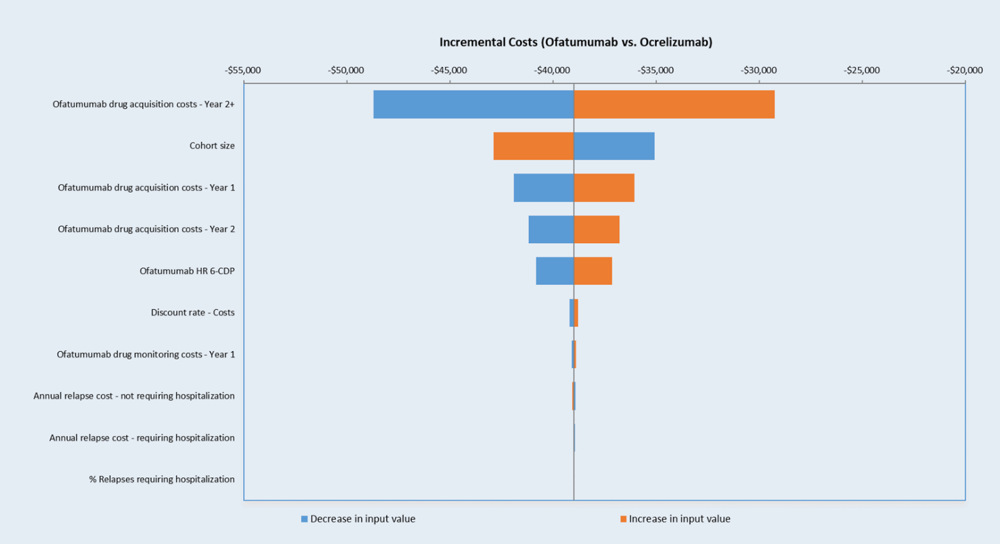 Incremental Costs (Ofatumumab vs. Ocrelizumab)
-$55,000 -$50,000 -$45,000 -$40,000 -$35,000 -$30,000 -$25,000 -$20,000
Ofatumumab drug acquisition costs - Year 2+
Cohort size
Ofatumumab drug acquisition costs - Year 1
Ofatumumab drug acquisition costs - Year 2
Ofatumumab HR 6-CDP
Discount rate - Costs
Ofatumumab drug monitoring costs - Year 1
Annual relapse cost - not requiring hospitalization
Annual relapse cost - requiring hospitalization
% Relapses requiring hospitalization
Decrease in input value Increase in input value